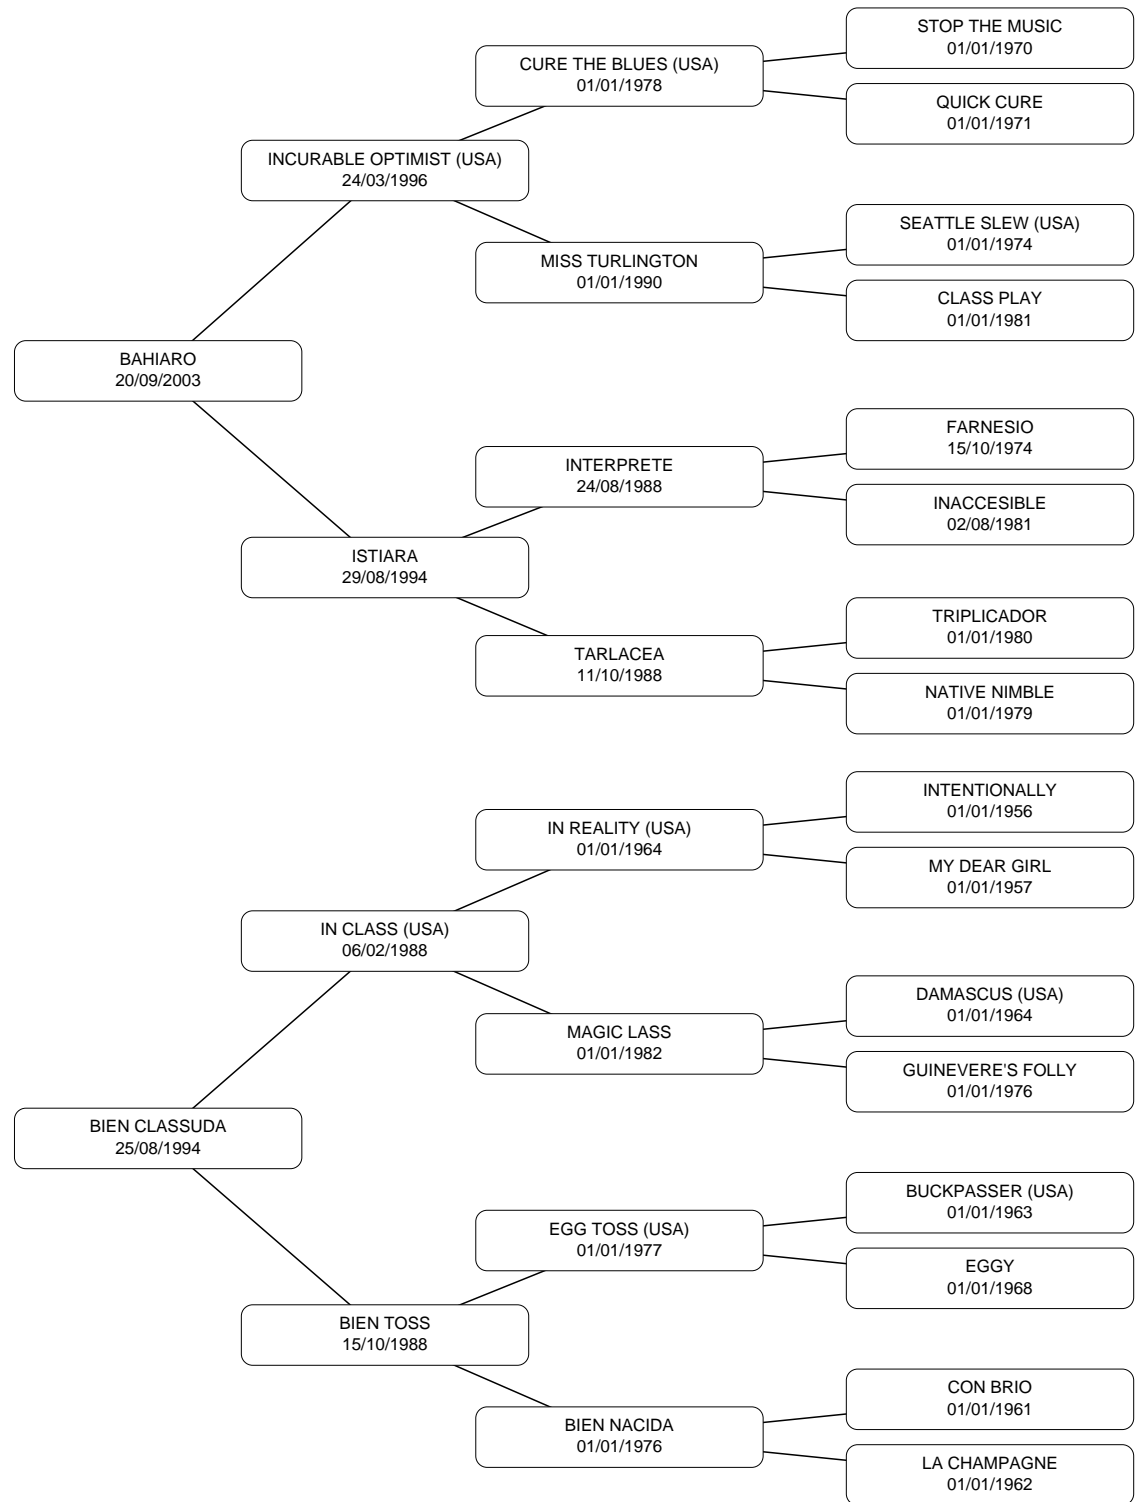 STOP THE MUSIC
01/01/1970
CURE THE BLUES (USA)
01/01/1978
QUICK CURE
01/01/1971
INCURABLE OPTIMIST (USA)
24/03/1996
SEATTLE SLEW (USA)
01/01/1974
MISS TURLINGTON
01/01/1990
CLASS PLAY
01/01/1981
BAHIARO
20/09/2003
FARNESIO
15/10/1974
INTERPRETE
24/08/1988
INACCESIBLE
02/08/1981
ISTIARA
29/08/1994
TRIPLICADOR
01/01/1980
TARLACEA
11/10/1988
NATIVE NIMBLE
01/01/1979
INTENTIONALLY
01/01/1956
IN REALITY (USA)
01/01/1964
MY DEAR GIRL
01/01/1957
IN CLASS (USA)
06/02/1988
DAMASCUS (USA)
01/01/1964
MAGIC LASS
01/01/1982
GUINEVERE'S FOLLY
01/01/1976
BIEN CLASSUDA
25/08/1994
BUCKPASSER (USA)
01/01/1963
EGG TOSS (USA)
01/01/1977
EGGY
01/01/1968
BIEN TOSS
15/10/1988
CON BRIO
01/01/1961
BIEN NACIDA
01/01/1976
LA CHAMPAGNE
01/01/1962